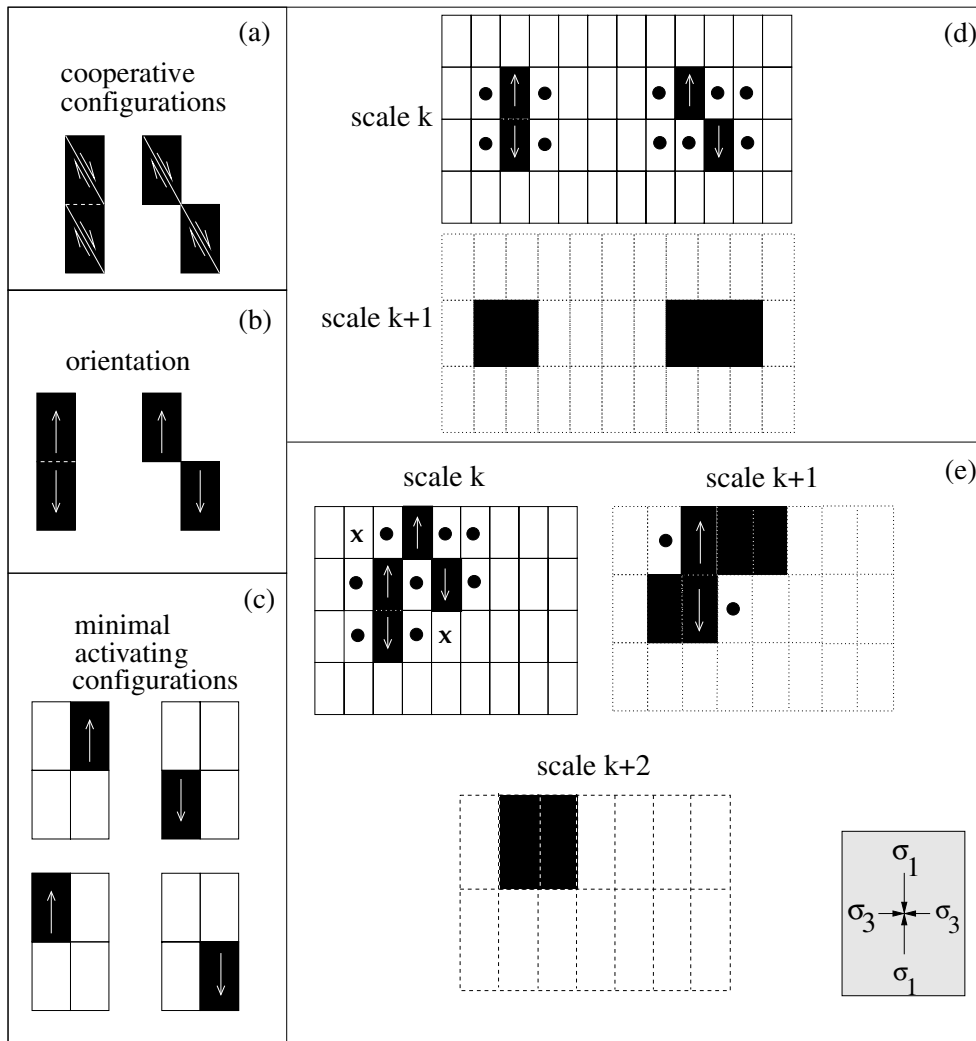 (a)
cooperative
configurations
(b)
orientation
(c)
minimal
activating
configurations
(d)
scale k
scale k+1
(e)
scale k
scale k+1
x
x
scale k+2
σ1
σ3 σ3
σ1